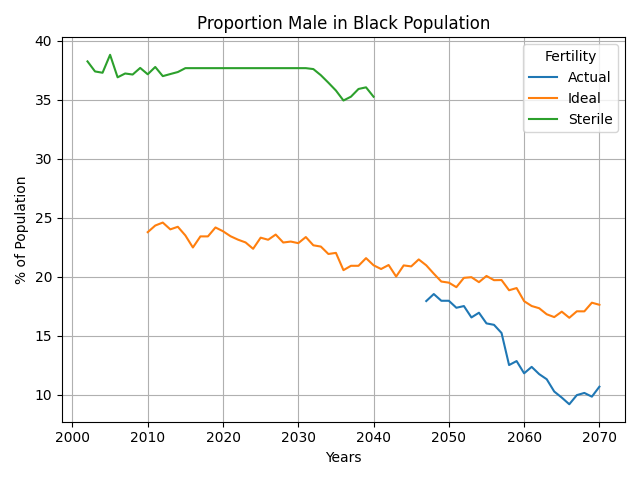 Proportion Male in Black Population
% of Population
40
35
30
25
20
15
10
Fertility
Actual
Ideal
Sterile
2000 2010 2020 2030 2040 2050 2060 2070
Years